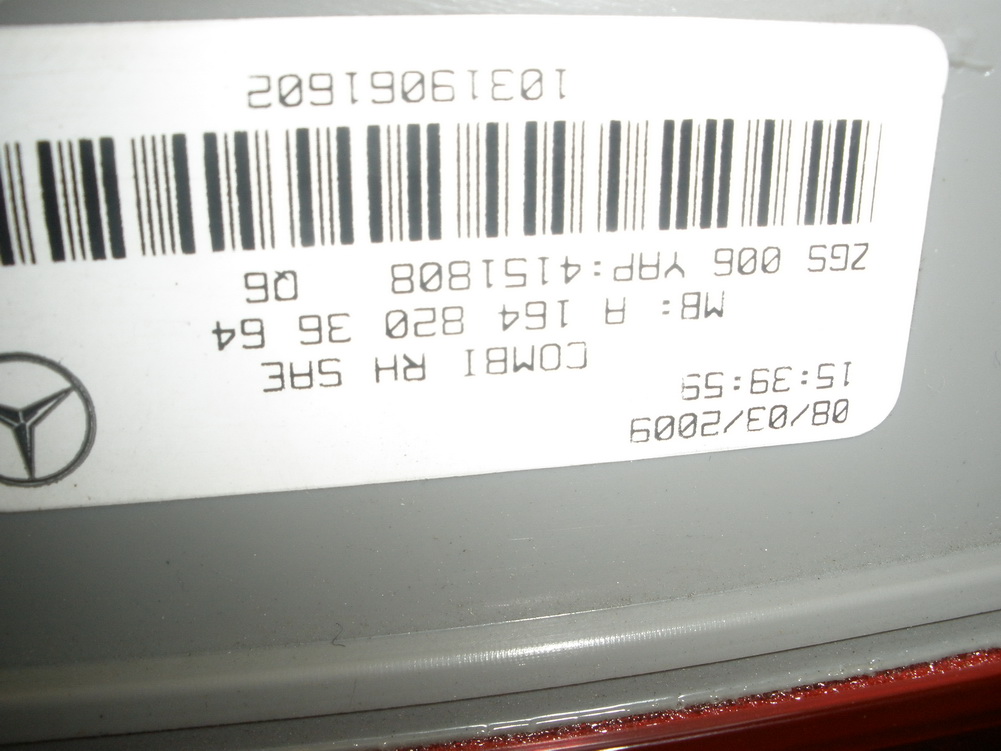 08/03/2009
15:39:59
COMBI RH SAE
MB: A 164 820 36 64
ZGS 006 YAP:4151808 Q6
10319061602